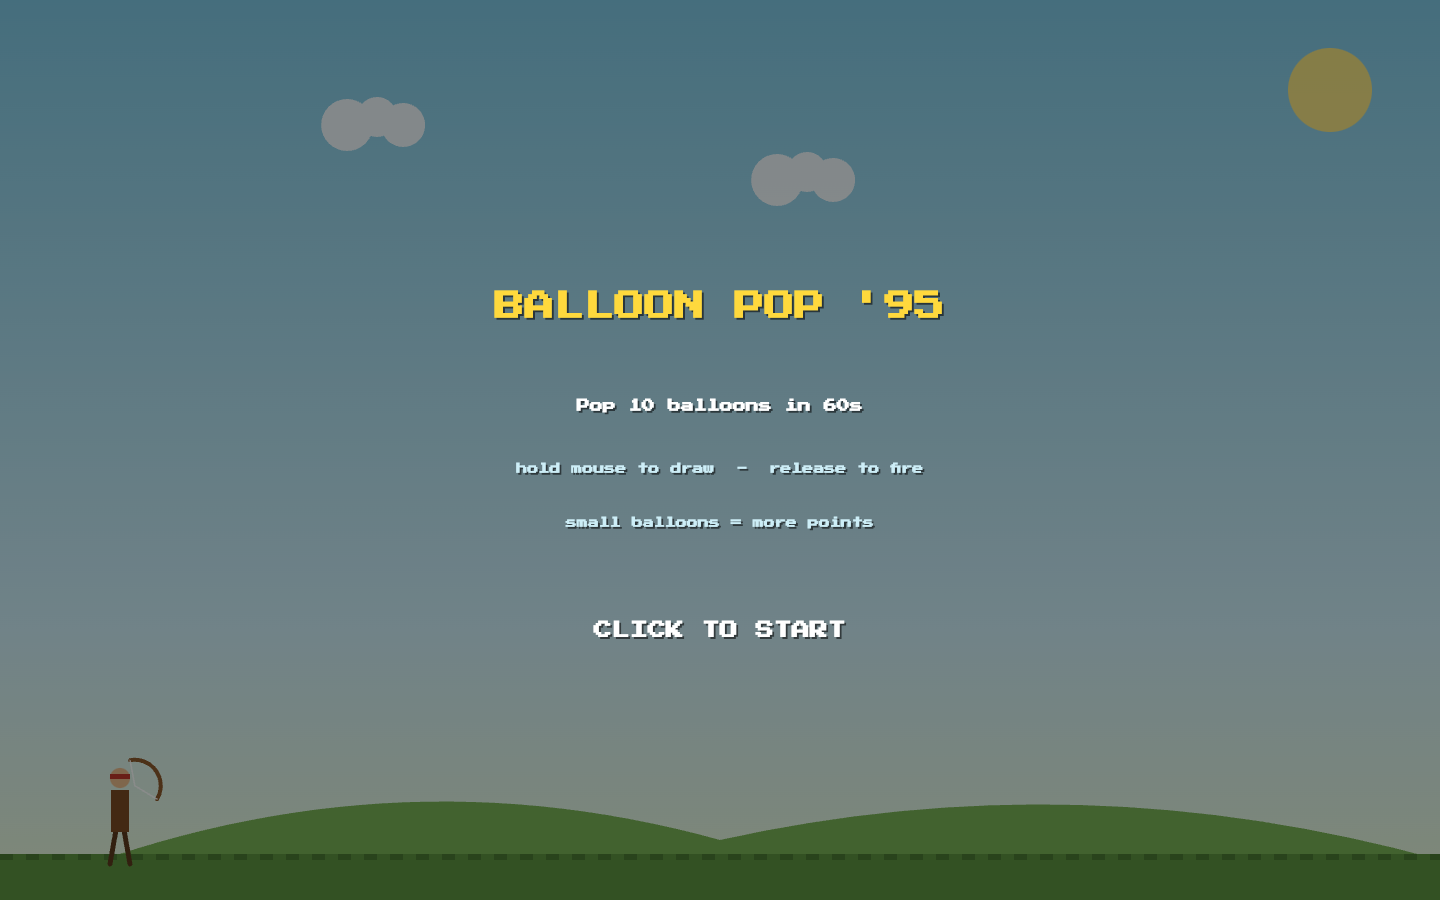 BALLOON POP '95
Pop 10 balloons in 60s
hold mouse to draw - release to fire
small balloons = more points
CLICK TO START